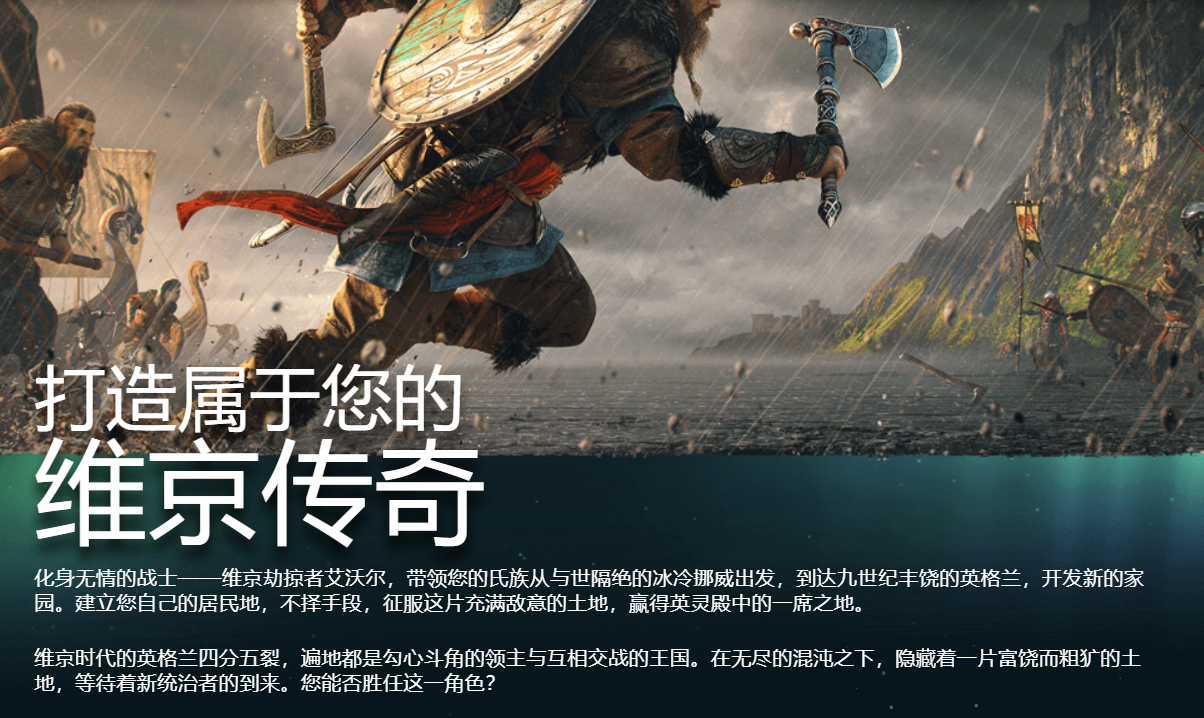 打造属于您的
维京传奇
化身无情的战士——维京劫掠者艾沃尔，带领您的氏族从与世隔绝的冰冷挪威出发，到达九世纪丰饶的英格兰，开发新的家
园。建立您自己的居民地，不择手段，征服这片充满敌意的土地，赢得英灵殿中的一席之地。
维京时代的英格兰四分五裂，遍地都是勾心斗角的领主与互相交战的王国。在无尽的混沌之下，隐藏着一片富饶而粗犷的土
地，等待着新统治者的到来。您能否胜任这一角色？